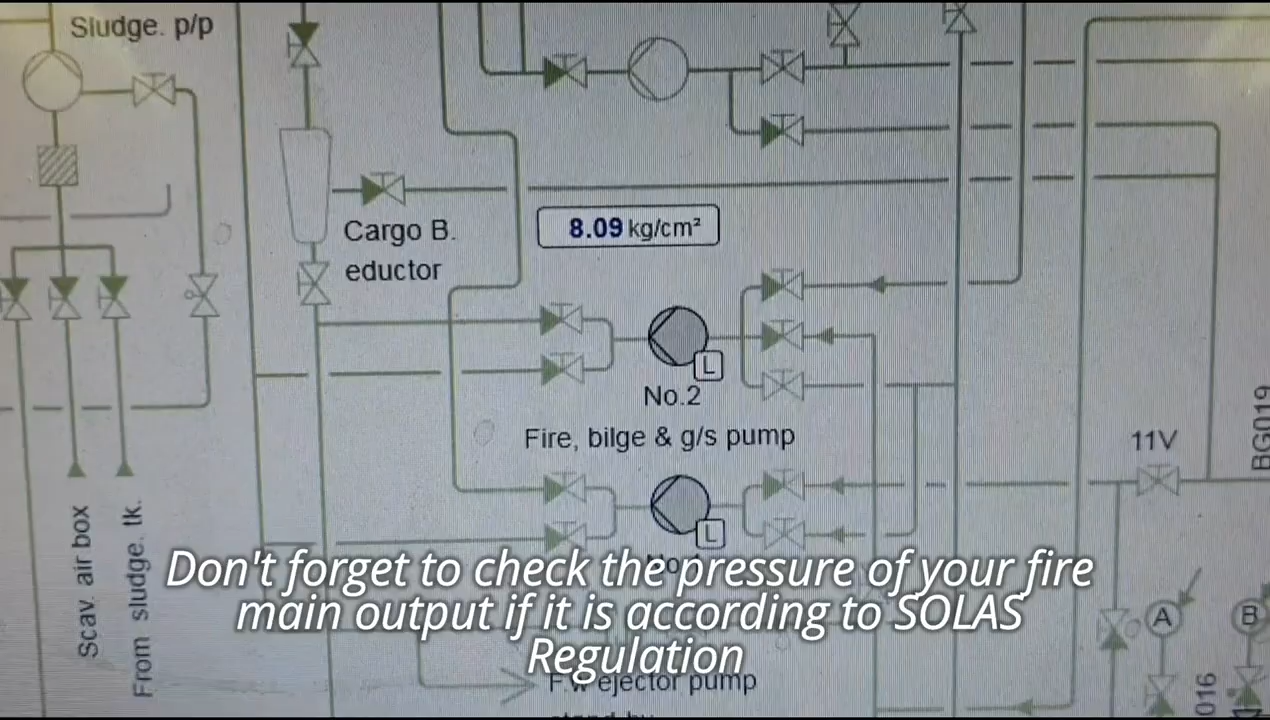 Sludge. p/p
Cargo B.
eductor
8.09 kg/cm²
No.2
Fire, bilge & g/s pump
11V
BG019
L
L
Scav. air box
From sludge. tk.
A
B
016
Don't forget to check the pressure of your fire
main output if it is according to SOLAS
Regulation
F.w ejector pump